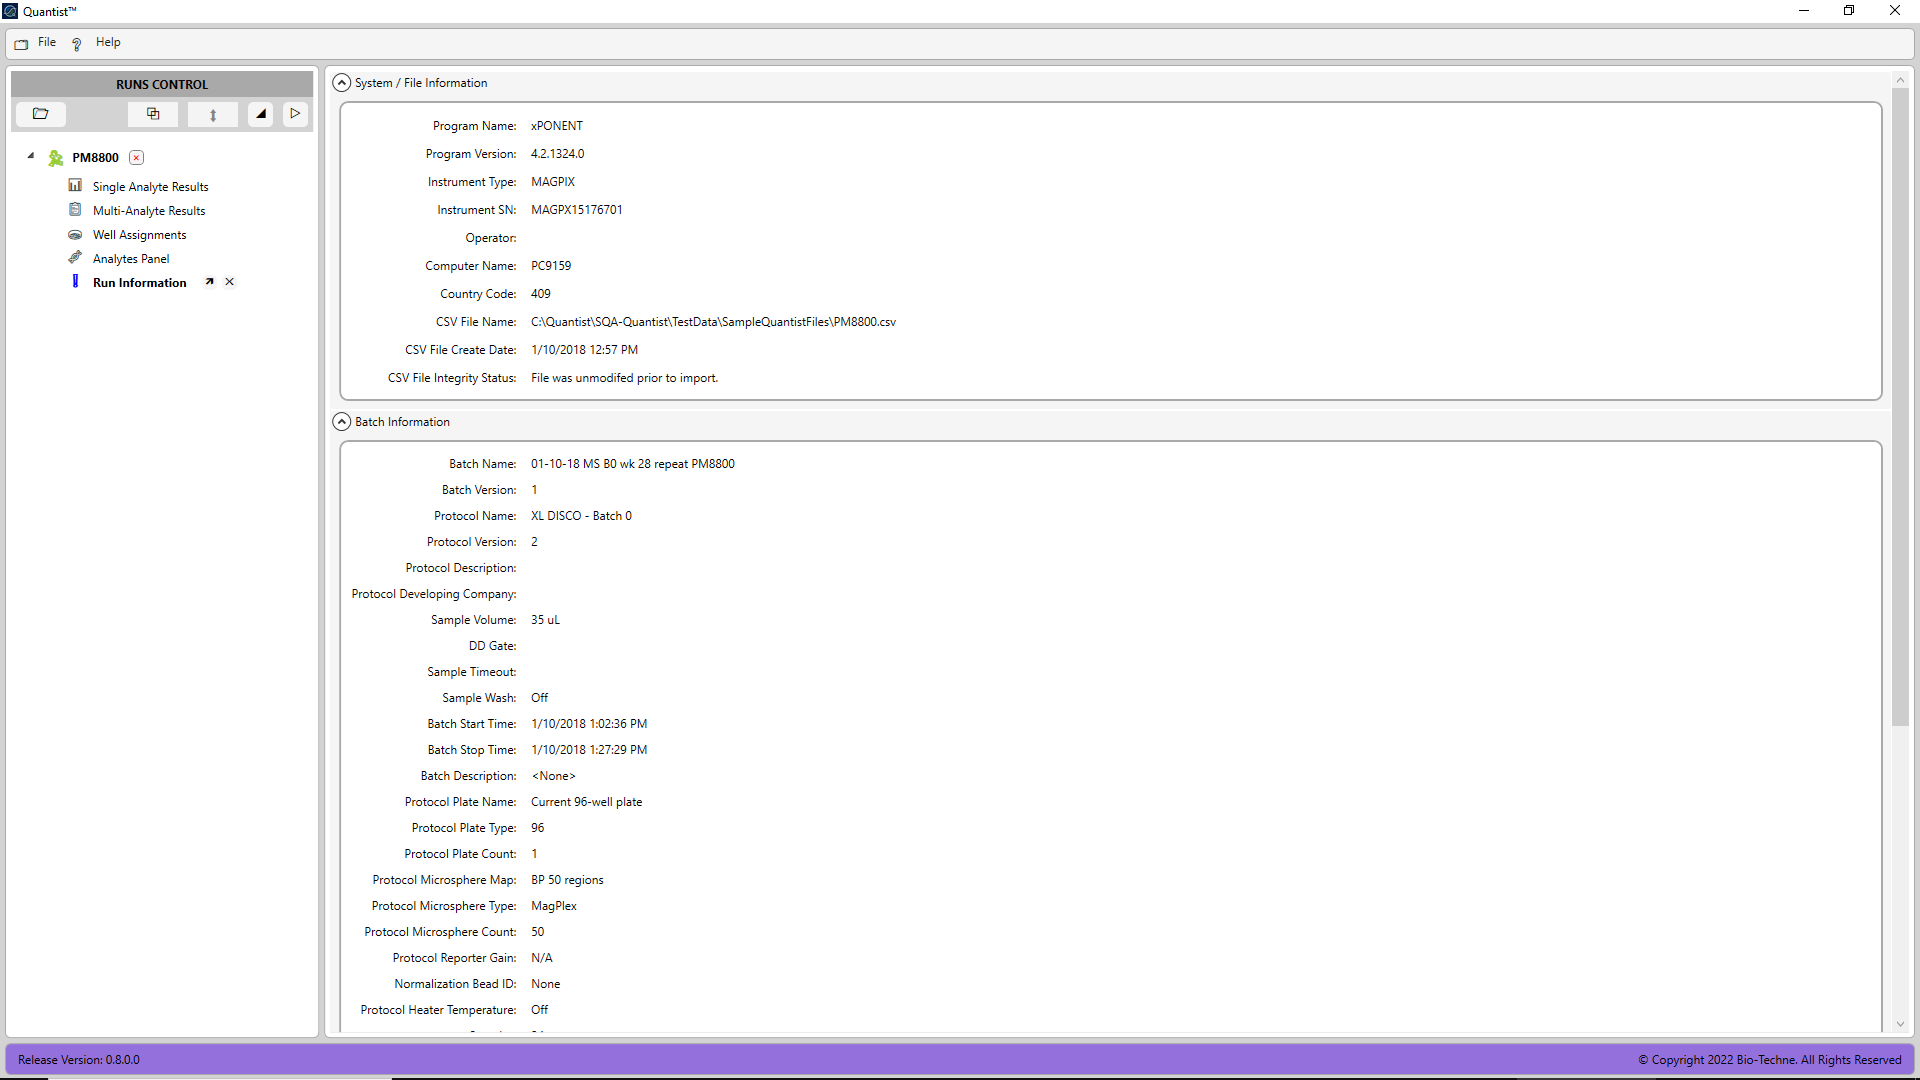 Quantist™
File Help
RUNS CONTROL
PM8800
Single Analyte Results
Multi-Analyte Results
Well Assignments
Analytes Panel
Run Information
System / File Information
Program Name: xPONENT
Program Version: 4.2.1324.0
Instrument Type: MAGPIX
Instrument SN: MAGPX15176701
Operator:
Computer Name: PC9159
Country Code: 409
CSV File Name: C:\Quantist\SQA-Quantist\TestData\SampleQuantistFiles\PM8800.csv
CSV File Create Date: 1/10/2018 12:57 PM
CSV File Integrity Status: File was unmodifed prior to import.
Batch Information
Batch Name: 01-10-18 MS B0 wk 28 repeat PM8800
Batch Version: 1
Protocol Name: XL DISCO - Batch 0
Protocol Version: 2
Protocol Description:
Protocol Developing Company:
Sample Volume: 35 uL
DD Gate:
Sample Timeout:
Sample Wash: Off
Batch Start Time: 1/10/2018 1:02:36 PM
Batch Stop Time: 1/10/2018 1:27:29 PM
Batch Description: <None>
Protocol Plate Name: Current 96-well plate
Protocol Plate Type: 96
Protocol Plate Count: 1
Protocol Microsphere Map: BP 50 regions
Protocol Microsphere Type: MagPlex
Protocol Microsphere Count: 50
Protocol Reporter Gain: N/A
Normalization Bead ID: None
Protocol Heater Temperature: Off
Release Version: 0.8.0.0
© Copyright 2022 Bio-Techne. All Rights Reserved